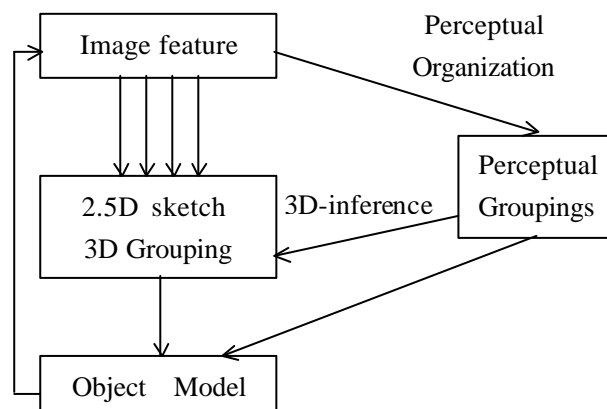 Image feature
Perceptual
Organization
Perceptual
Groupings
2.5D sketch
3D Grouping
3D-inference
Object Model